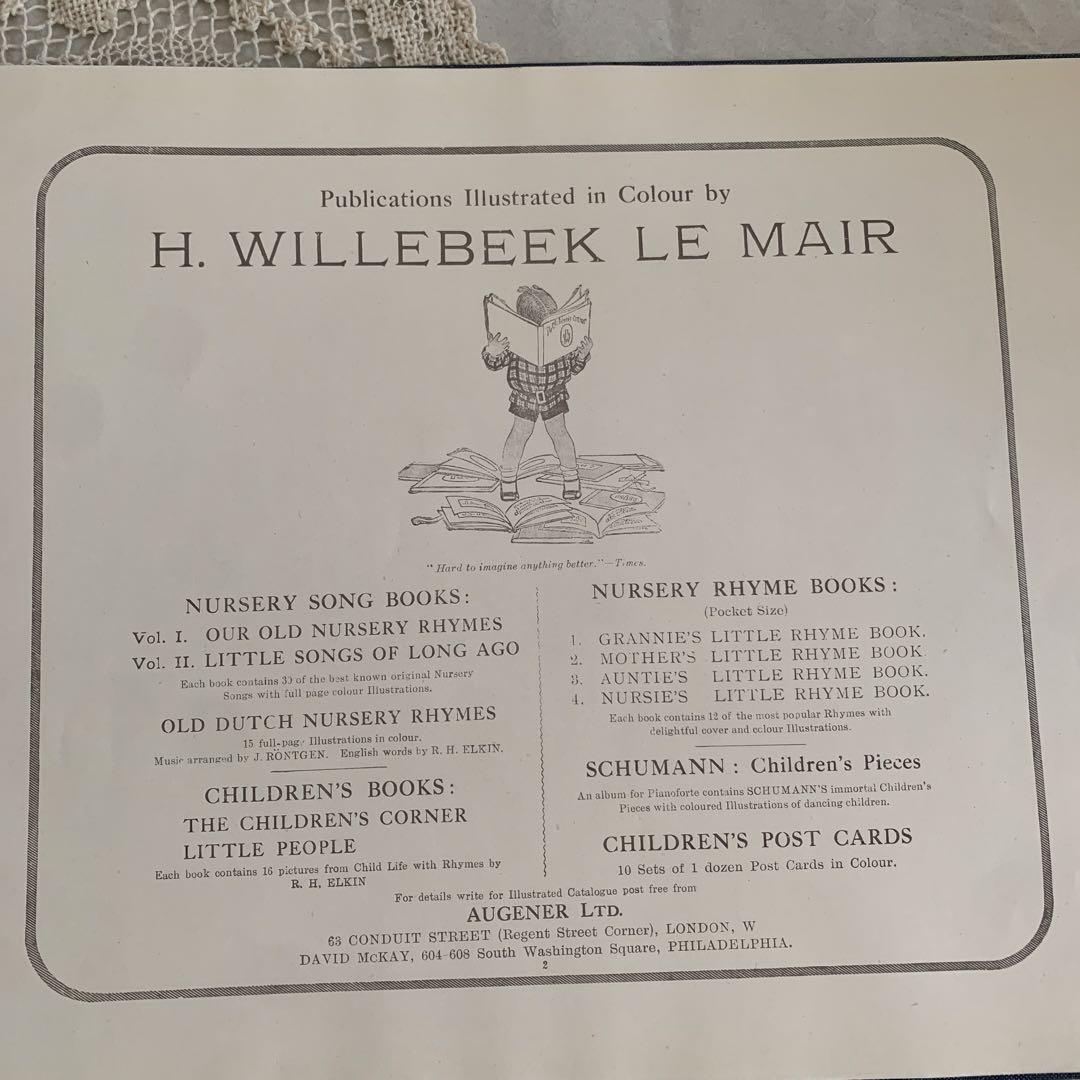 Publications Illustrated in Colour by
H. WILLEBEEK LE MAIR
"Hard to imagine anything better."—Times.
NURSERY SONG BOOKS:
Vol. I. OUR OLD NURSERY RHYMES
Vol. II. LITTLE SONGS OF LONG AGO
Each book contains 30 of the best known original Nursery
Songs with full page colour Illustrations.
OLD DUTCH NURSERY RHYMES
15 full-page Illustrations in colour.
Music arranged by J. RÖNTGEN. English words by R. H. ELKIN.
CHILDREN'S BOOKS:
THE CHILDREN'S CORNER
LITTLE PEOPLE
Each book contains 16 pictures from Child Life with Rhymes by
R. H. ELKIN
NURSERY RHYME BOOKS:
(Pocket Size)
1. GRANNIE'S LITTLE RHYME BOOK.
2. MOTHER'S LITTLE RHYME BOOK
3. AUNTIE'S LITTLE RHYME BOOK.
4. NURSIE'S LITTLE RHYME BOOK.
Each book contains 12 of the most popular Rhymes with
delightful cover and colour Illustrations.
SCHUMANN: Children's Pieces
An album for Pianoforte contains SCHUMANN'S immortal Children's
Pieces with coloured Illustrations of dancing children.
CHILDREN'S POST CARDS
10 Sets of 1 dozen Post Cards in Colour.
For details write for Illustrated Catalogue post free from
AUGENER LTD.
63 CONDUIT STREET (Regent Street Corner), LONDON, W
DAVID McKAY, 604-608 South Washington Square, PHILADELPHIA.
2